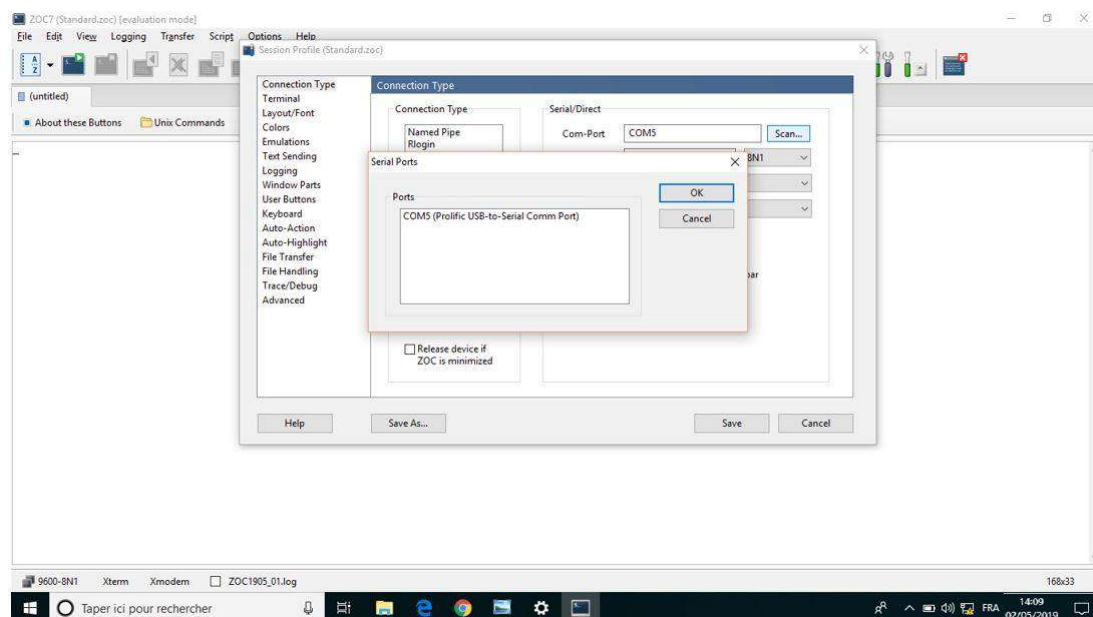 ZOC7 (Standard.zoc) [evaluation mode]
File Edit View Logging Transfer Script Options Help
Session Profile (Standard.zoc)
(untitled)
About these Buttons Unix Commands
Connection Type
Terminal
Layout/Font
Colors
Emulations
Text Sending
Logging
Window Parts
User Buttons
Keyboard
Auto-Action
Auto-Highlight
File Transfer
File Handling
Trace/Debug
Advanced
Connection Type
Connection Type
Named Pipe
Rlogin
Serial/Direct
Com-Port COM5 Scan...
8N1
Serial Ports
Ports
COM5 (Prolific USB-to-Serial Comm Port)
OK
Cancel
Release device if
ZOC is minimized
Help Save As... Save Cancel
9600-8N1 Xterm Xmodem ZOC1905_01.log 168x33
Taper ici pour rechercher
FRA
14:09
02/05/2019